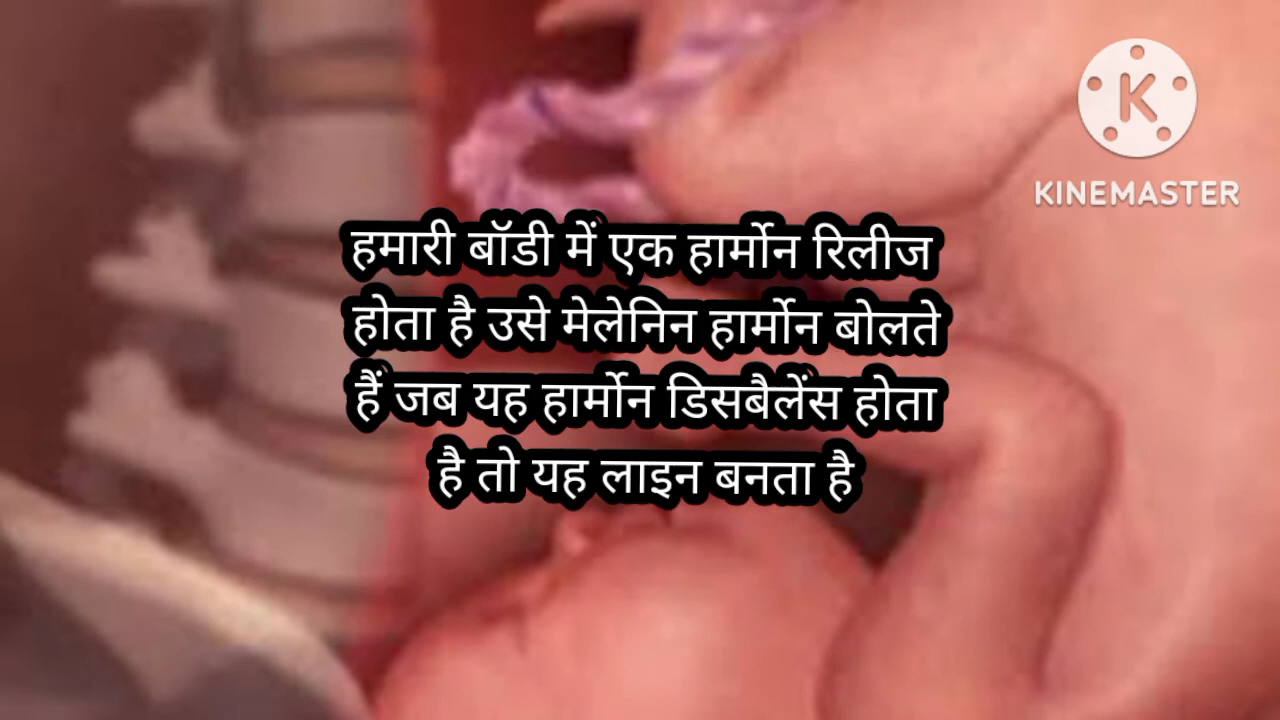 KINEMASTER
हमारी बॉडी में एक हार्मोन रिलीज
होता है उसे मेलेनिन हार्मोन बोलते
हैं जब यह हार्मोन डिसबैलेंस होता
है तो यह लाइन बनता है